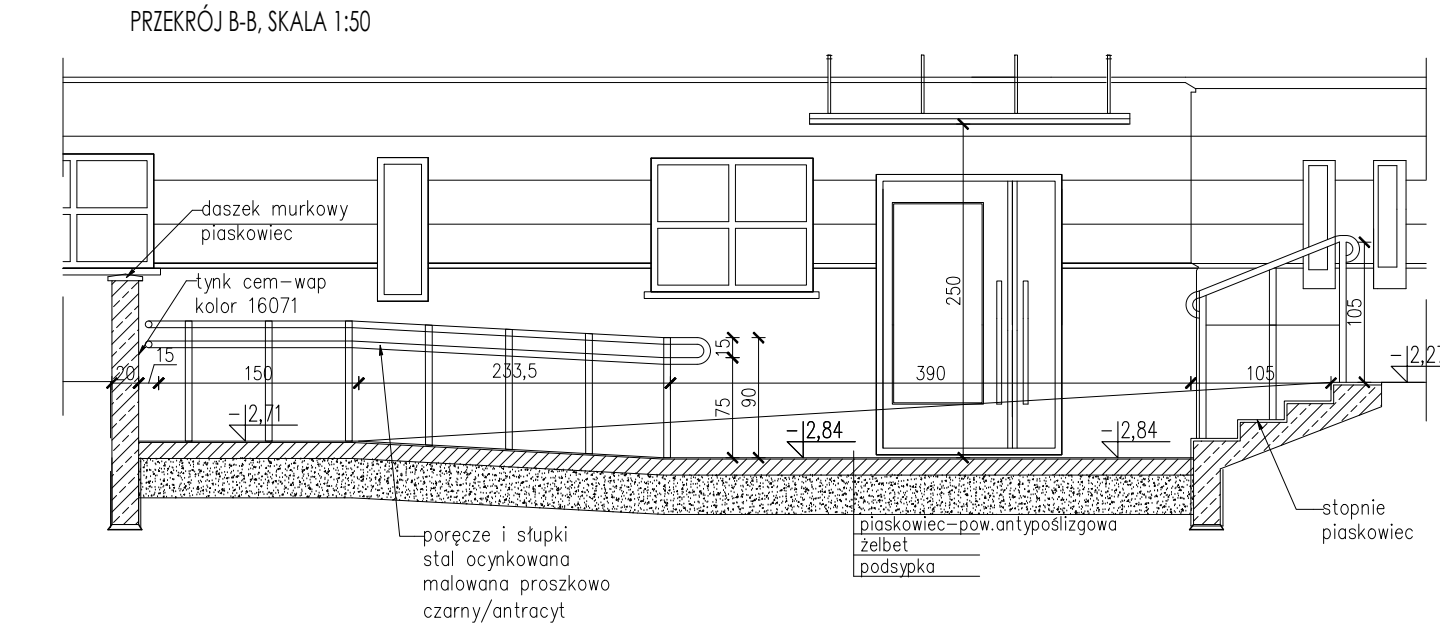 PRZEKRÓJ B-B, SKALA 1:50
daszek murkowy
piaskowiec
tynk cem-wap
kolor 16071
250
105
15
20
15
150
233,5
390
105
-2,27
75
90
-2,71
-2,84
-2,84
poręcze i słupki
stal ocynkowana
malowana proszkowo
czarny/antracyt
piaskowiec-pow.antypoślizgowa
żelbet
podsypka
stopnie
piaskowiec